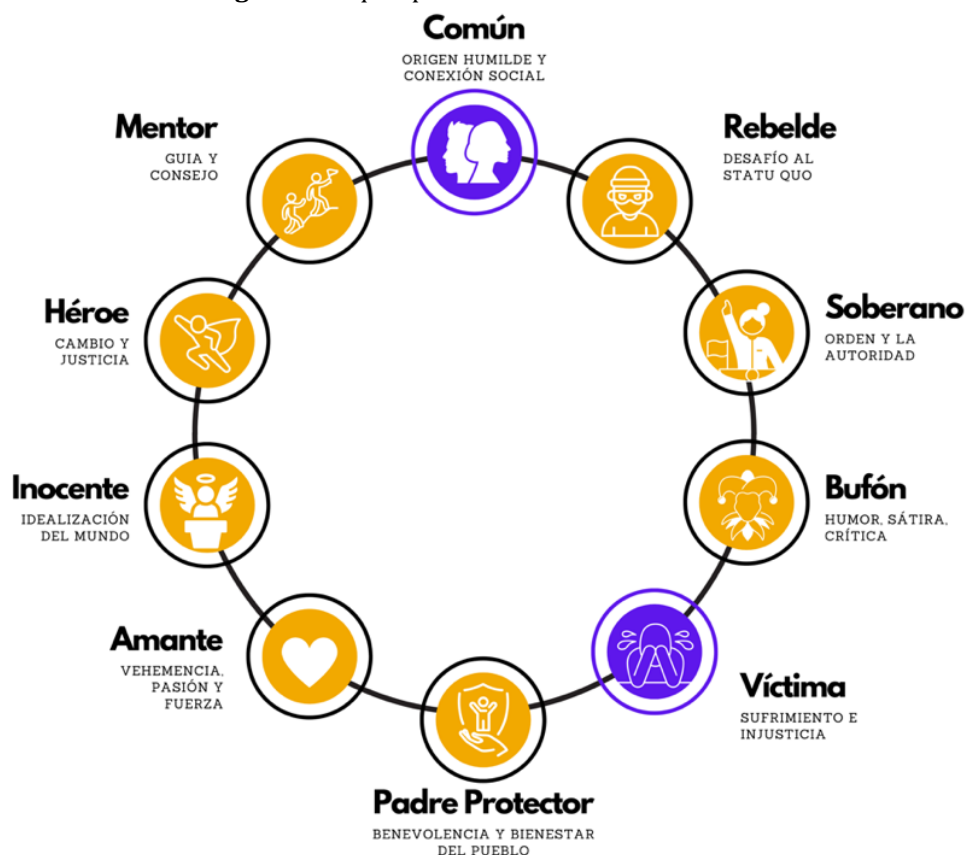 Común
ORIGEN HUMILDE Y
CONEXIÓN SOCIAL
Rebelde
DESAFÍO AL
STATU QUO
Soberano
ORDEN Y LA
AUTORIDAD
Bufón
HUMOR, SÁTIRA,
CRÍTICA
Víctima
SUFRIMIENTO E
INJUSTICIA
Padre Protector
BENEVOLENCIA Y BIENESTAR
DEL PUEBLO
Amante
VEHEMENCIA,
PASIÓN Y
FUERZA
Inocente
IDEALIZACIÓN
DEL MUNDO
Héroe
CAMBIO Y
JUSTICIA
Mentor
GUIA Y
CONSEJO